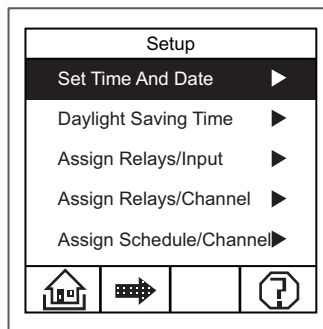 Setup
Set Time And Date
Daylight Saving Time
Assign Relays/Input
Assign Relays/Channel
Assign Schedule/Channel
?